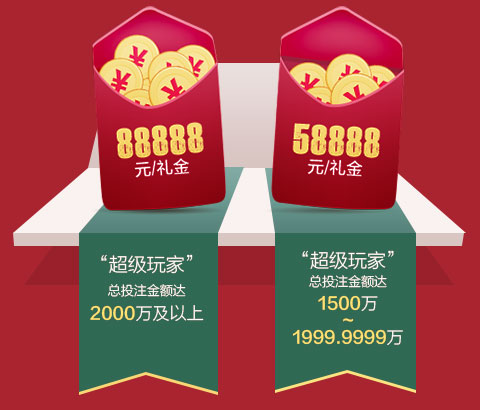 88888
元/礼金
58888
元/礼金
“超级玩家”
总投注金额达
2000万及以上
“超级玩家”
总投注金额达
1500万
~
1999.9999万